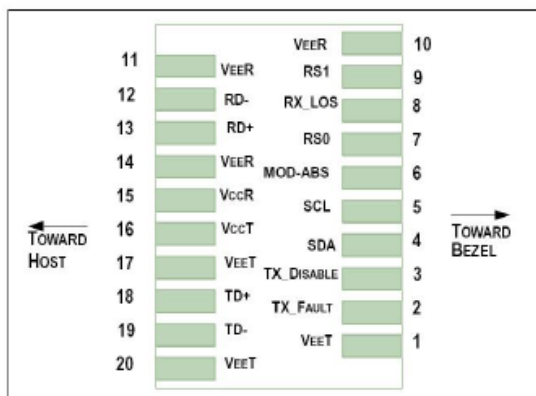 11 VEER
12 RD-
13 RD+
14 VEER
15 VCCR
16 VCCT
17 VEET
18 TD+
19 TD-
20 VEET
VEER 10
RS1 9
RX_LOS 8
RS0 7
MOD-ABS 6
SCL 5
SDA 4
TX_DISABLE 3
TX_FAULT 2
VEET 1
TOWARD
HOST
TOWARD
BEZEL